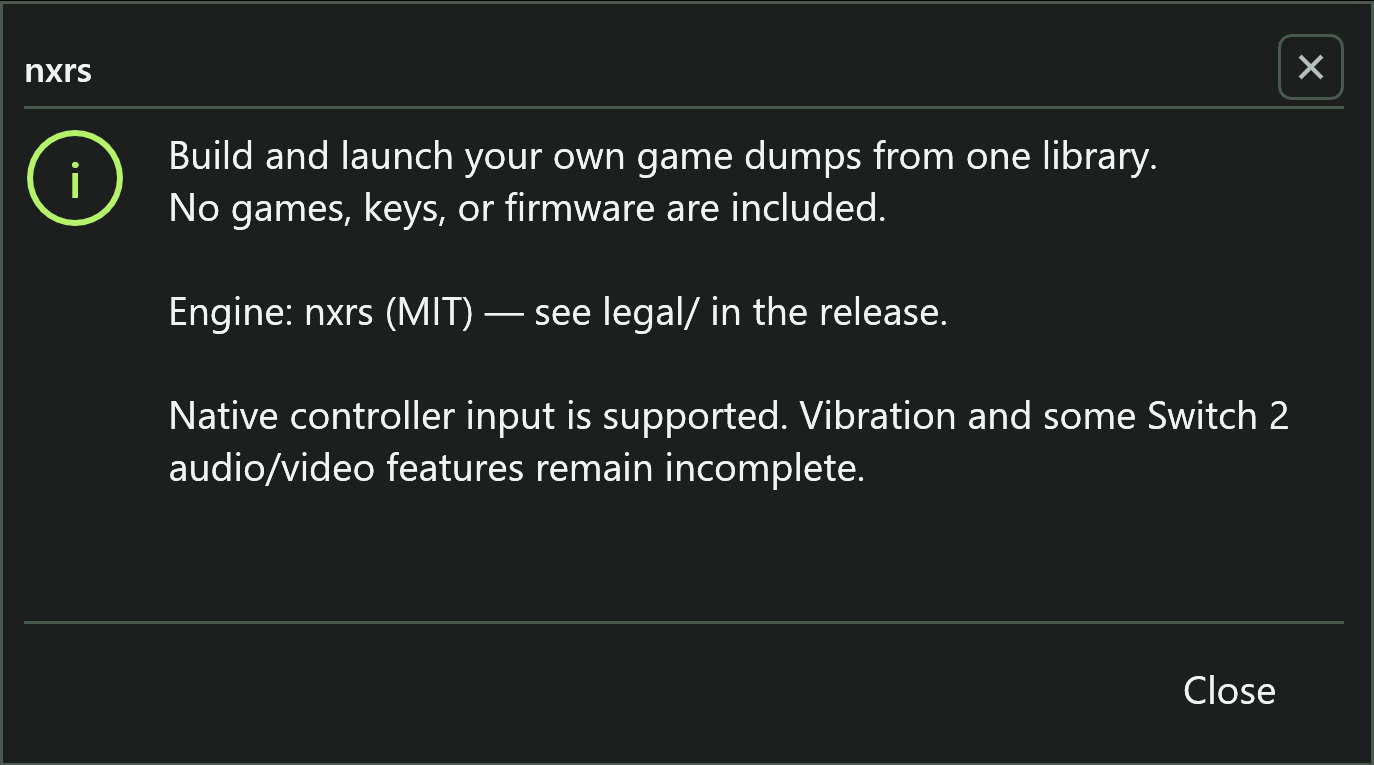 nxrs
Build and launch your own game dumps from one library.
No games, keys, or firmware are included.
Engine: nxrs (MIT) — see legal/ in the release.
Native controller input is supported. Vibration and some Switch 2
audio/video features remain incomplete.
Close